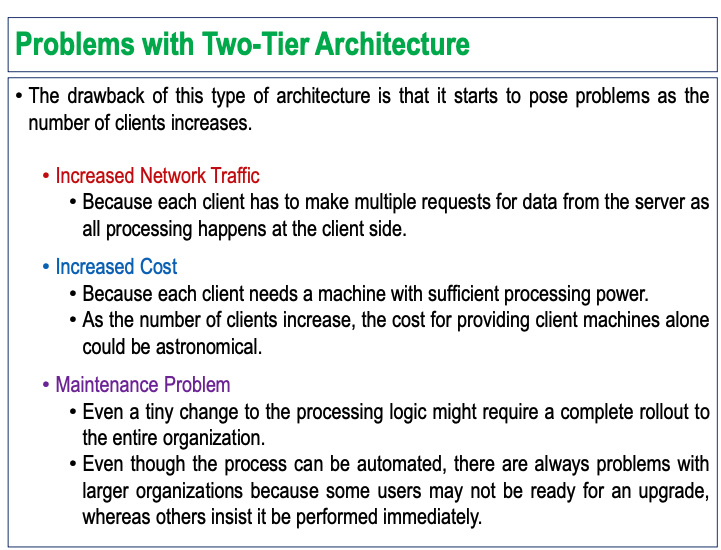 Problems with Two-Tier Architecture
• The drawback of this type of architecture is that it starts to pose problems as the
number of clients increases.
• Increased Network Traffic
• Because each client has to make multiple requests for data from the server as
all processing happens at the client side.
• Increased Cost
• Because each client needs a machine with sufficient processing power.
• As the number of clients increase, the cost for providing client machines alone
could be astronomical.
• Maintenance Problem
• Even a tiny change to the processing logic might require a complete rollout to
the entire organization.
• Even though the process can be automated, there are always problems with
larger organizations because some users may not be ready for an upgrade,
whereas others insist it be performed immediately.